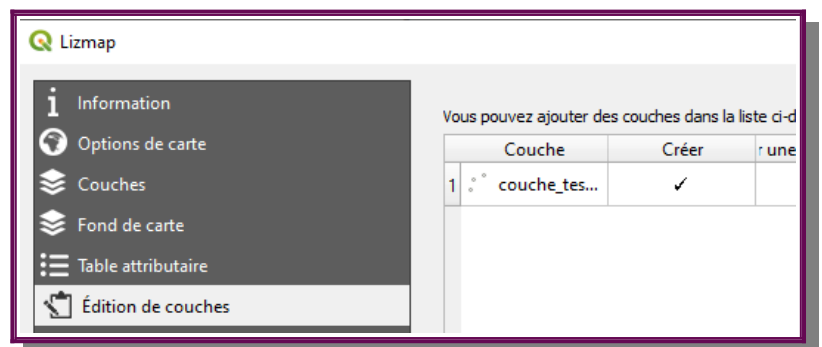 Lizmap
Information
Options de carte
Couches
Fond de carte
Table attributaire
Édition de couches
Vous pouvez ajouter des couches dans la liste ci-d
Couche Créer r une
1 couche_tes... ✓